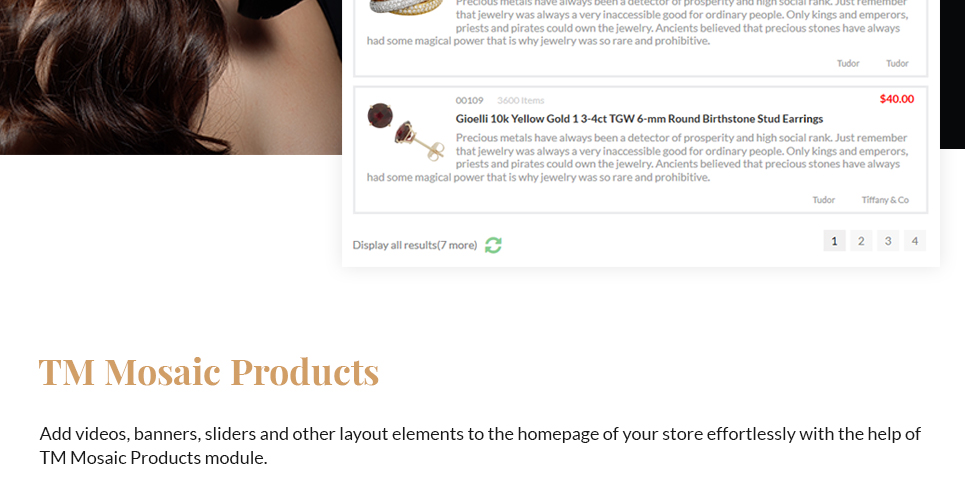 Precious metals have always been a detector of prosperity and high social rank. Just remember
that jewelry was always a very inaccessible good for ordinary people. Only kings and emperors,
priests and pirates could own the jewelry. Ancients believed that precious stones have always
had some magical power that is why jewelry was so rare and prohibitive.
Tudor Tudor
00109 3600 Items $40.00
Gioelli 10k Yellow Gold 1 3-4ct TGW 6-mm Round Birthstone Stud Earrings
Precious metals have always been a detector of prosperity and high social rank. Just remember
that jewelry was always a very inaccessible good for ordinary people. Only kings and emperors,
priests and pirates could own the jewelry. Ancients believed that precious stones have always
had some magical power that is why jewelry was so rare and prohibitive.
Tudor Tiffany & Co
Display all results(7 more) 1 2 3 4
TM Mosaic Products
Add videos, banners, sliders and other layout elements to the homepage of your store effortlessly with the help of
TM Mosaic Products module.